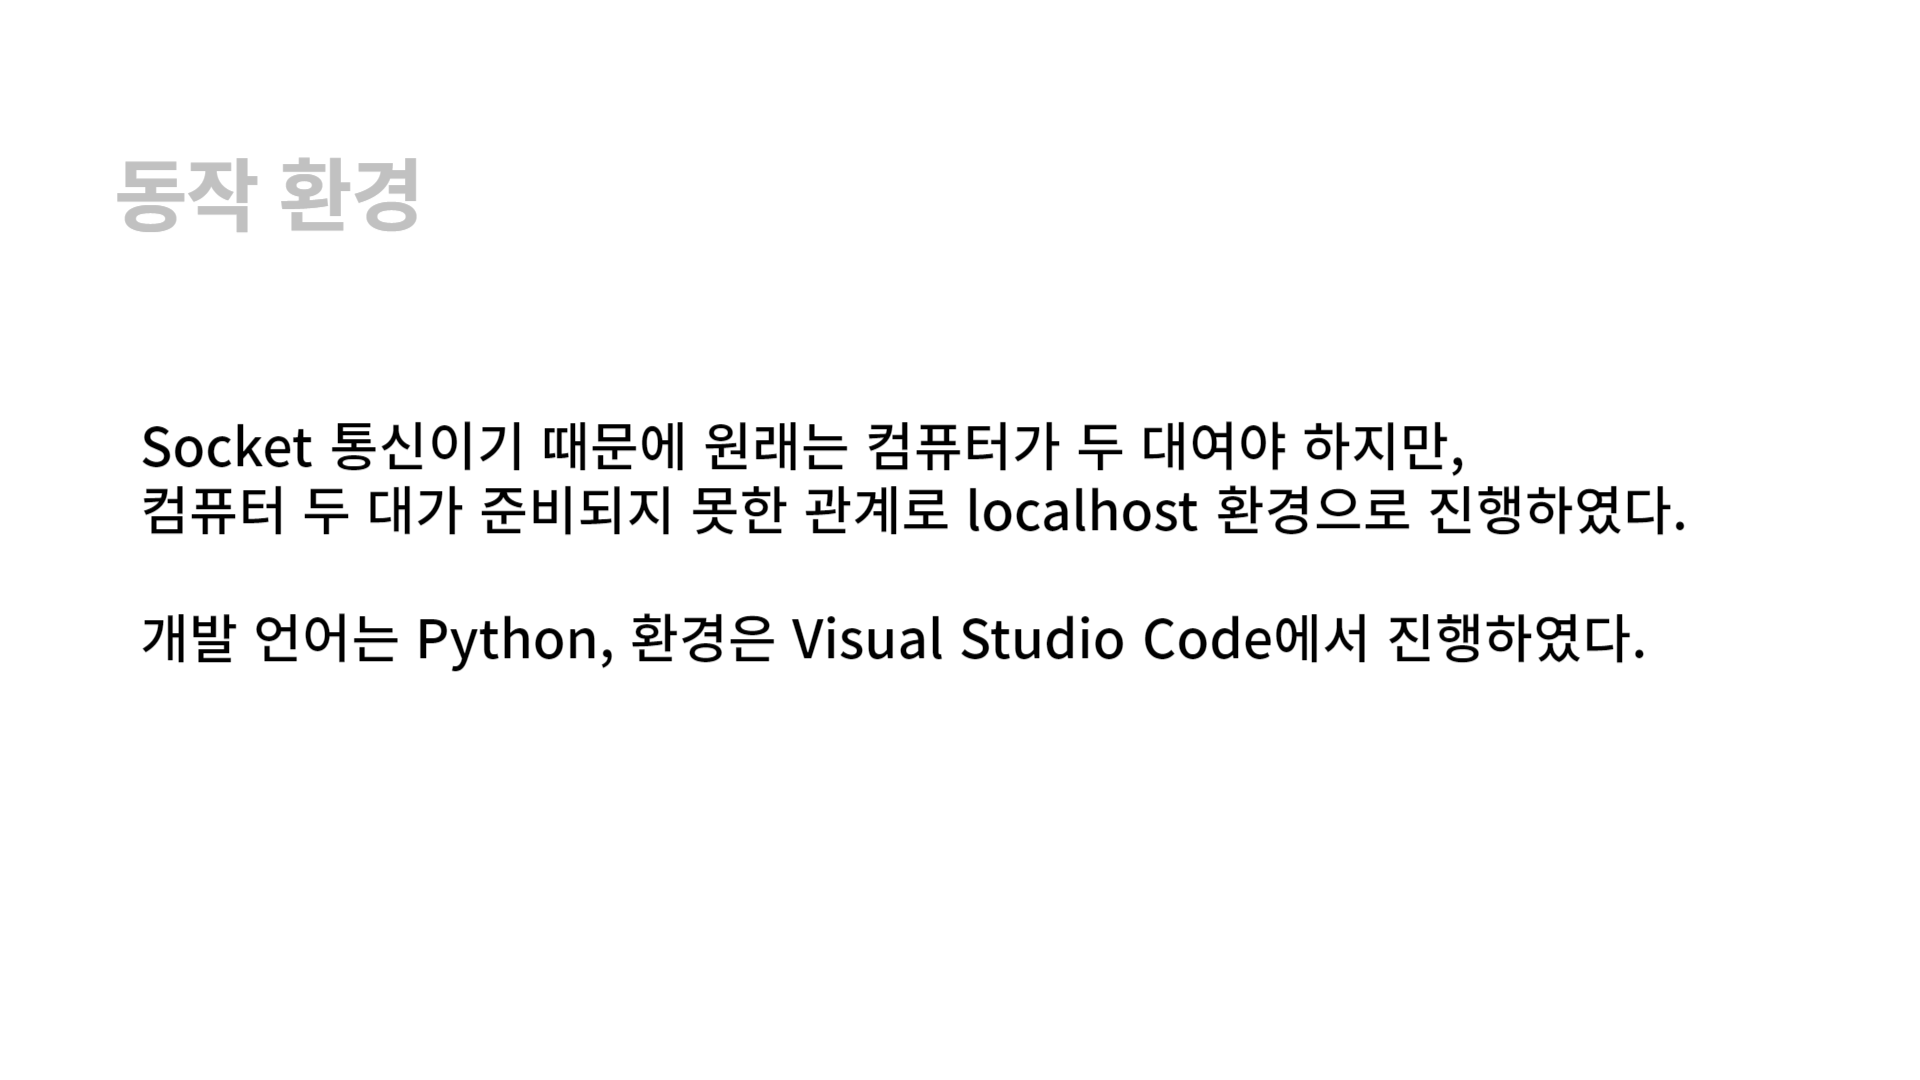 동작 환경
Socket 통신이기 때문에 원래는 컴퓨터가 두 대여야 하지만,
컴퓨터 두 대가 준비되지 못한 관계로 localhost 환경으로 진행하였다.
개발 언어는 Python, 환경은 Visual Studio Code에서 진행하였다.